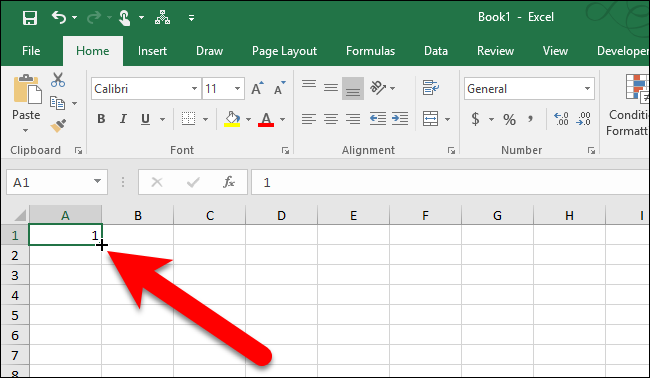 Book1 - Excel
File Home Insert Draw Page Layout Formulas Data Review View Developer
Calibri 11 A A General
Paste B I U A $ % , .0 .00 .00 .0 Conditi
Formatt
Clipboard Font Alignment Number
A1 fx 1
A B C D E F G H I
1 1
2
3
4
5
6
7
8